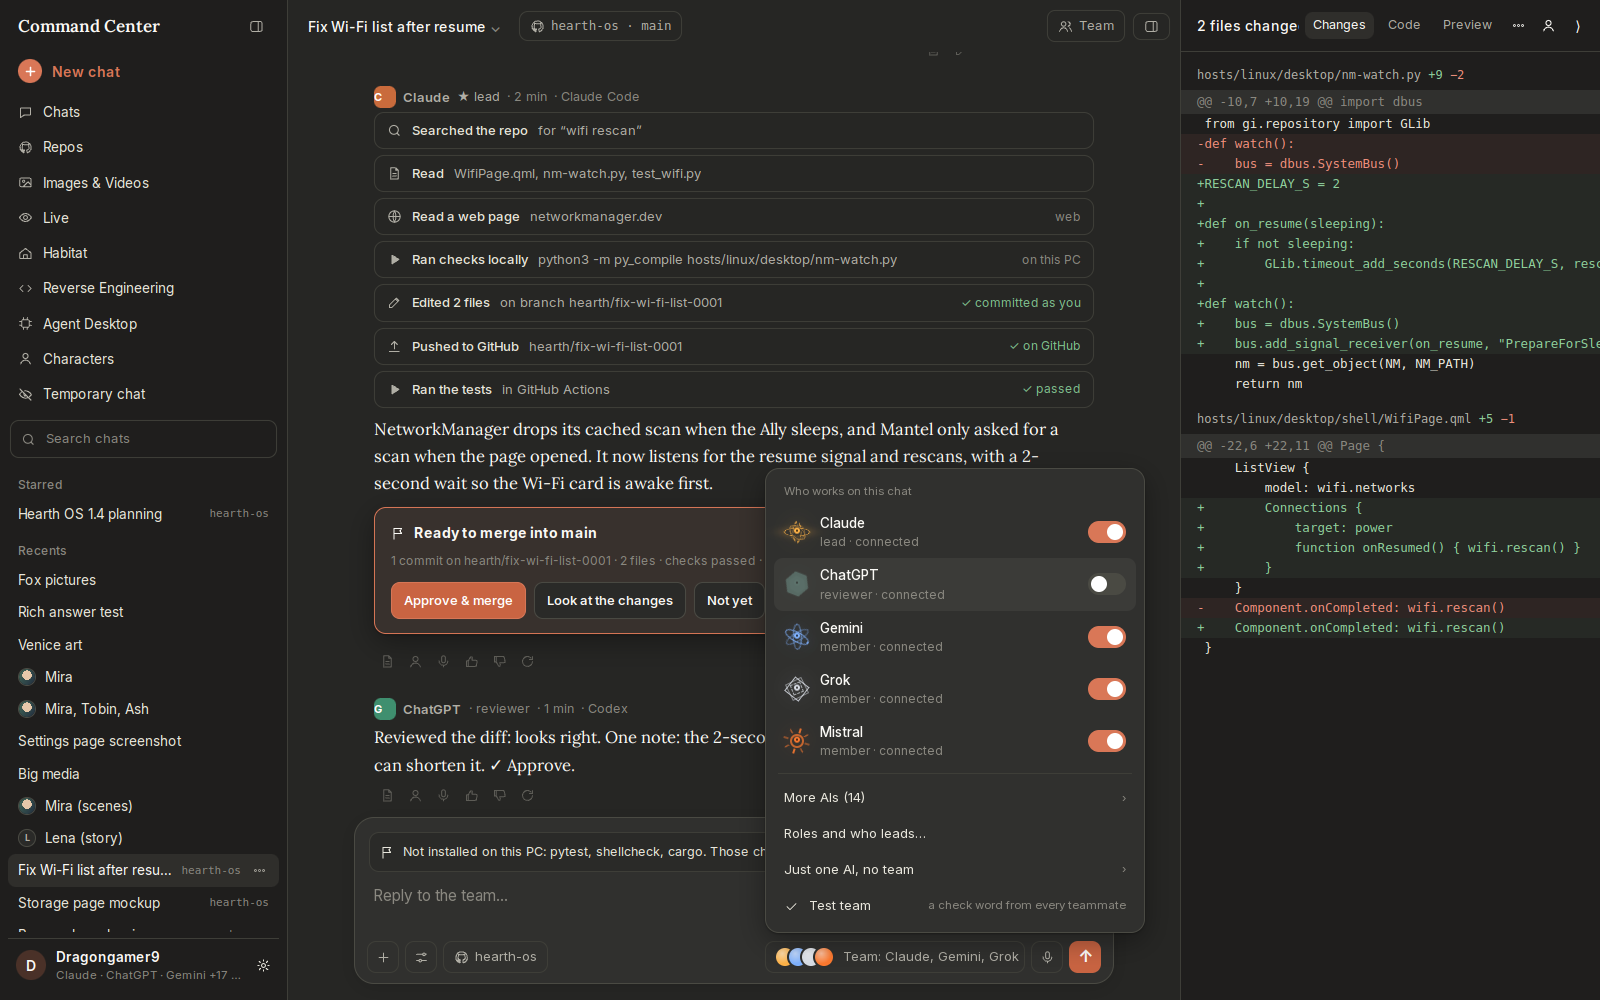 Command Center
New chat
Chats
Repos
Images & Videos
Live
Habitat
Reverse Engineering
Agent Desktop
Characters
Temporary chat
Search chats
Starred
Hearth OS 1.4 planning hearth-os
Recents
Fox pictures
Rich answer test
Venice art
Mira
Mira, Tobin, Ash
Settings page screenshot
Big media
Mira (scenes)
L Lena (story)
Fix Wi-Fi list after resu... hearth-os
Storage page mockup hearth-os
D Dragongamer9
Claude · ChatGPT · Gemini +17 ...
Fix Wi-Fi list after resume
hearth-os · main
Team
C Claude ★ lead · 2 min · Claude Code
Searched the repo for “wifi rescan”
Read WifiPage.qml, nm-watch.py, test_wifi.py
Read a web page networkmanager.dev web
Ran checks locally python3 -m py_compile hosts/linux/desktop/nm-watch.py on this PC
Edited 2 files on branch hearth/fix-wi-fi-list-0001 ✓ committed as you
Pushed to GitHub hearth/fix-wi-fi-list-0001 ✓ on GitHub
Ran the tests in GitHub Actions ✓ passed
NetworkManager drops its cached scan when the Ally sleeps, and Mantel only asked for a
scan when the page opened. It now listens for the resume signal and rescans, with a 2-
second wait so the Wi-Fi card is awake first.
Ready to merge into main
1 commit on hearth/fix-wi-fi-list-0001 · 2 files · checks passed ·
Approve & merge Look at the changes Not yet
G ChatGPT · reviewer · 1 min · Codex
Reviewed the diff: looks right. One note: the 2-seco
can shorten it. ✓ Approve.
Not installed on this PC: pytest, shellcheck, cargo. Those ch
Reply to the team...
hearth-os
Team: Claude, Gemini, Grok
Who works on this chat
Claude
lead · connected
ChatGPT
reviewer · connected
Gemini
member · connected
Grok
member · connected
Mistral
member · connected
More AIs (14)
Roles and who leads...
Just one AI, no team
Test team a check word from every teammate
2 files change
Changes Code Preview
hosts/linux/desktop/nm-watch.py +9 −2
@@ -10,7 +10,19 @@ import dbus
 from gi.repository import GLib
-def watch():
-    bus = dbus.SystemBus()
+RESCAN_DELAY_S = 2
+
+def on_resume(sleeping):
+    if not sleeping:
+        GLib.timeout_add_seconds(RESCAN_DELAY_S, resc
+
+def watch():
+    bus = dbus.SystemBus()
+    bus.add_signal_receiver(on_resume, "PrepareForSle
     nm = bus.get_object(NM, NM_PATH)
     return nm
hosts/linux/desktop/shell/WifiPage.qml +5 −1
@@ -22,6 +22,11 @@ Page {
     ListView {
         model: wifi.networks
+        Connections {
+            target: power
+            function onResumed() { wifi.rescan() }
+        }
     }
-    Component.onCompleted: wifi.rescan()
+    Component.onCompleted: wifi.rescan()
 }